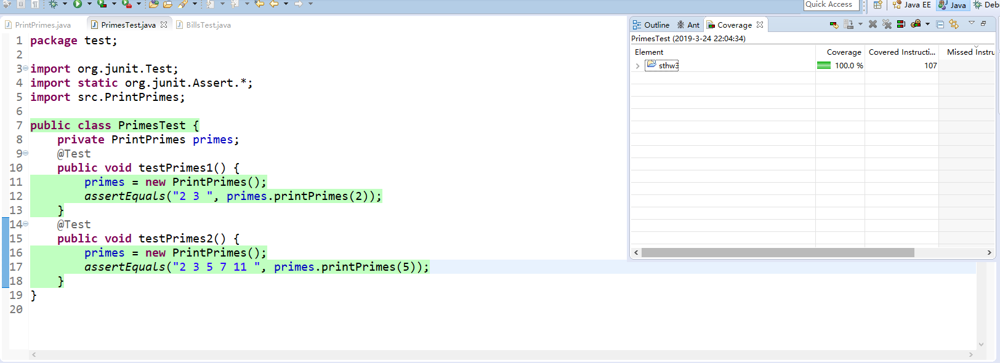 Quick Access
Java EE
Java
Deb
PrintPrimes.java
PrimesTest.java
BillsTest.java
1 package test;
2
3 import org.junit.Test;
4 import static org.junit.Assert.*;
5 import src.PrintPrimes;
6
7 public class PrimesTest {
8 private PrintPrimes primes;
9 @Test
10 public void testPrimes1() {
11 primes = new PrintPrimes();
12 assertEquals("2 3 ", primes.printPrimes(2));
13 }
14 @Test
15 public void testPrimes2() {
16 primes = new PrintPrimes();
17 assertEquals("2 3 5 7 11 ", primes.printPrimes(5));
18 }
19 }
20
Outline
Ant
Coverage
PrimesTest (2019-3-24 22:04:34)
Element Coverage Covered Instructi... Missed Instru
sthw3 100.0 % 107